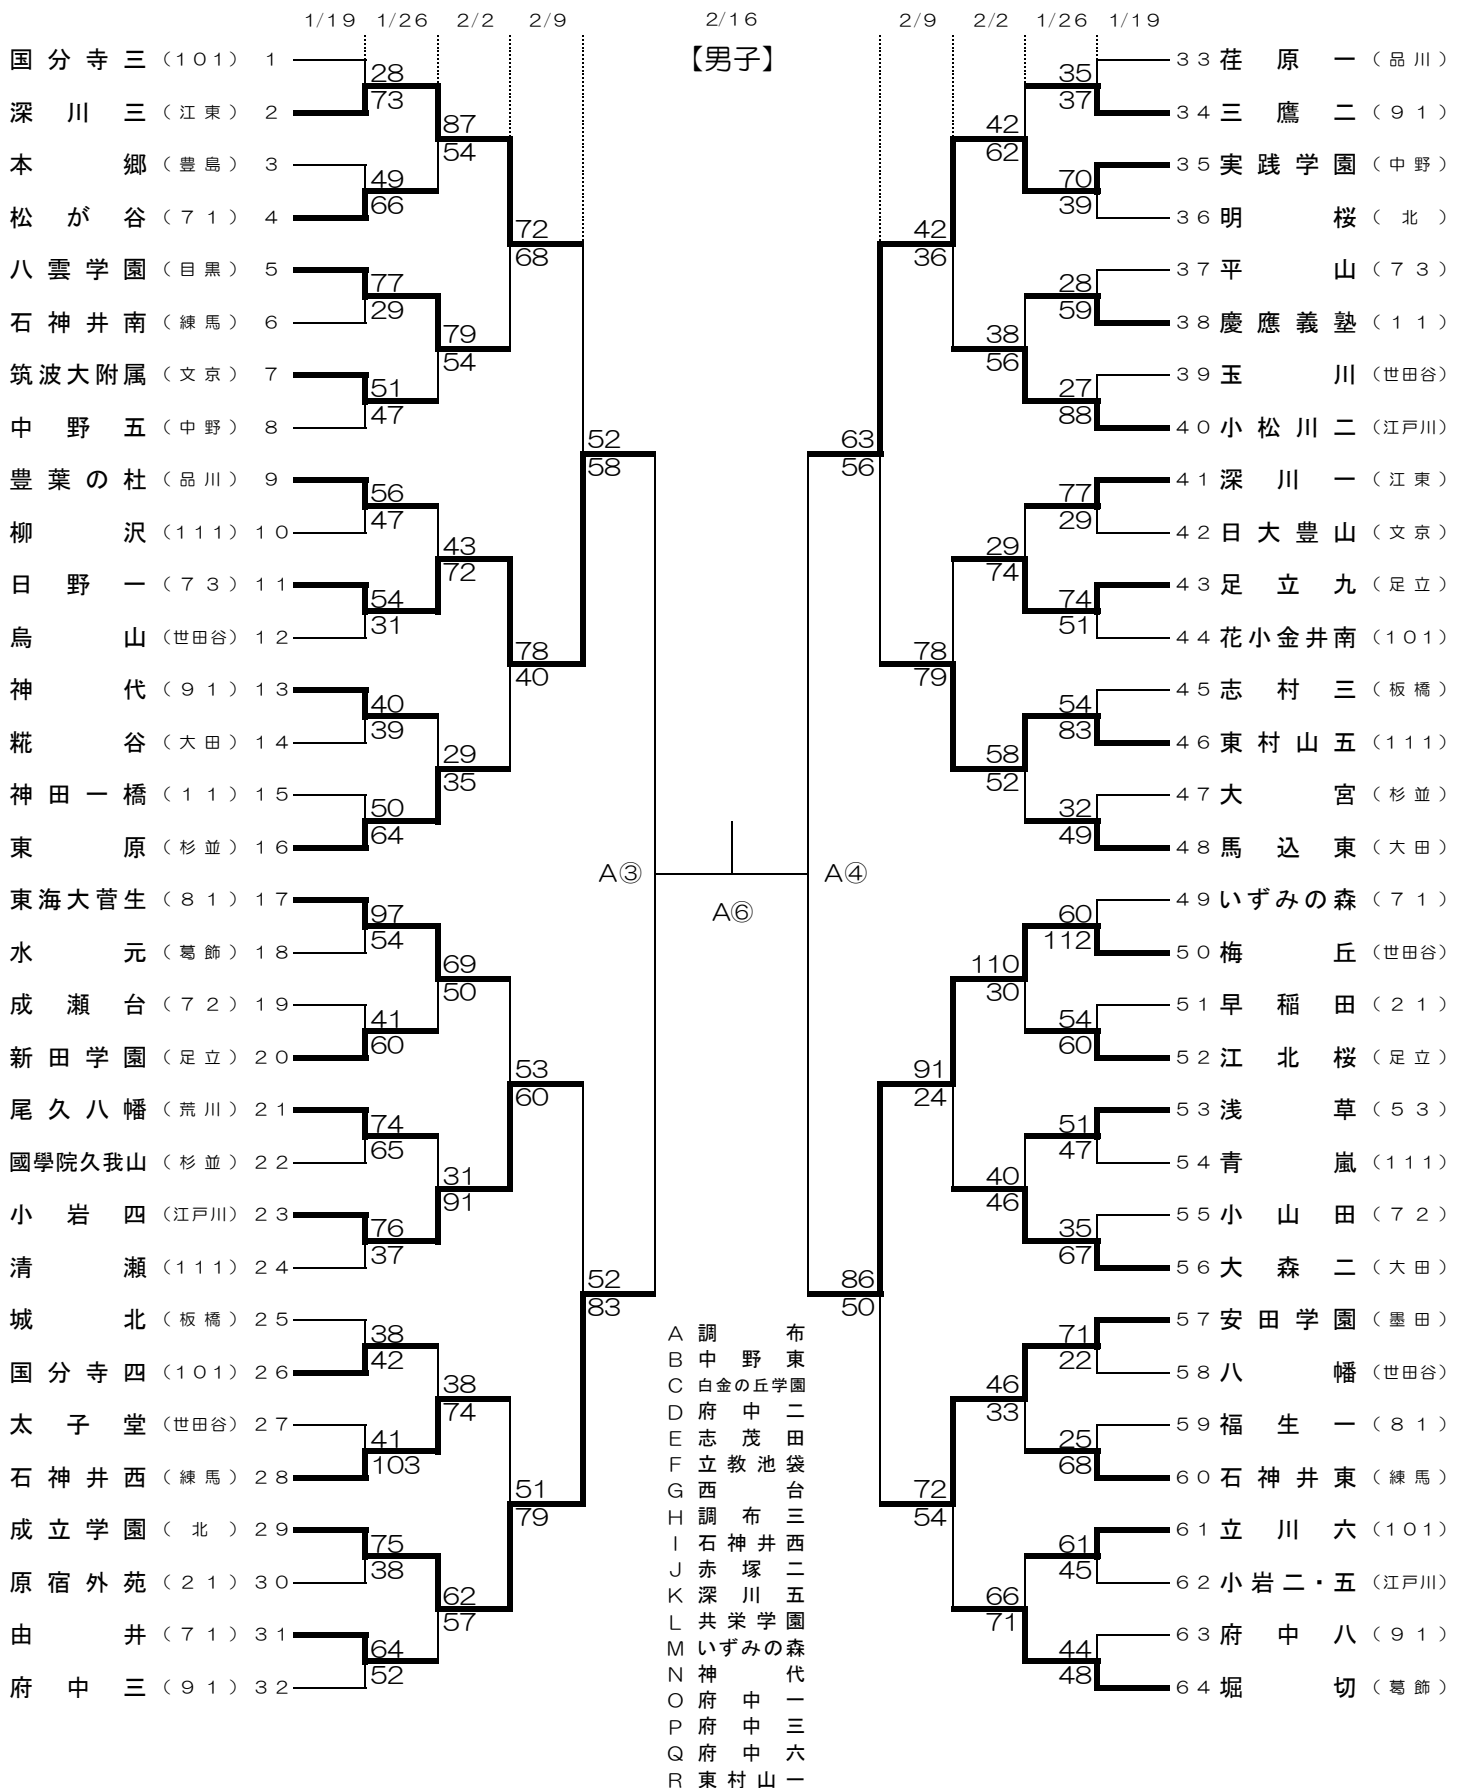 1/19 1/26 2/2 2/9 2/16 2/9 2/2 1/26 1/19
【男子】
国分寺三 （101） 1
28
73
深川三 （江東） 2
87
54
本郷 （豊島） 3
49
66
松が谷 （71） 4
72
68
八雲学園 （目黒） 5
77
29
石神井南 （練馬） 6
79
54
筑波大附属 （文京） 7
51
47
中野五 （中野） 8
52
58
豊葉の杜 （品川） 9
56
47
柳沢 （111） 10
43
72
日野一 （73） 11
54
31
烏山 （世田谷） 12
78
40
神代 （91） 13
40
39
糀谷 （大田） 14
29
35
神田一橋 （11） 15
50
64
東原 （杉並） 16
A③
東海大菅生 （81） 17
97
54
水元 （葛飾） 18
69
50
成瀬台 （72） 19
41
60
新田学園 （足立） 20
53
60
尾久八幡 （荒川） 21
74
65
國學院久我山 （杉並） 22
31
91
小岩四 （江戸川） 23
76
37
清瀬 （111） 24
52
83
城北 （板橋） 25
38
42
国分寺四 （101） 26
38
74
太子堂 （世田谷） 27
41
103
石神井西 （練馬） 28
51
79
成立学園 （北） 29
75
38
原宿外苑 （21） 30
62
57
由井 （71） 31
64
52
府中三 （91） 32
A⑥
A 調布
B 中野東
C 白金の丘学園
D 府中二
E 志茂田
F 立教池袋
G 西台
H 調布三
I 石神井西
J 赤塚二
K 深川五
L 共栄学園
M いずみの森
N 神代
O 府中一
P 府中三
Q 府中六
R 東村山一
33 荏原一 （品川）
35
37
34 三鷹二 （91）
42
62
35 実践学園 （中野）
70
39
36 明桜 （北）
42
36
37 平山 （73）
28
59
38 慶應義塾 （11）
38
56
39 玉川 （世田谷）
27
88
40 小松川二 （江戸川）
63
56
41 深川一 （江東）
77
29
42 日大豊山 （文京）
29
74
43 足立九 （足立）
74
51
44 花小金井南 （101）
78
79
45 志村三 （板橋）
54
83
46 東村山五 （111）
58
52
47 大宮 （杉並）
32
49
48 馬込東 （大田）
A④
49 いずみの森 （71）
60
112
50 梅丘 （世田谷）
110
30
51 早稲田 （21）
54
60
52 江北桜 （足立）
91
24
53 浅草 （53）
51
47
54 青嵐 （111）
40
46
55 小山田 （72）
35
67
56 大森二 （大田）
86
50
57 安田学園 （墨田）
71
22
58 八幡 （世田谷）
46
33
59 福生一 （81）
25
68
60 石神井東 （練馬）
72
54
61 立川六 （101）
61
45
62 小岩二・五 （江戸川）
66
71
63 府中八 （91）
44
48
64 堀切 （葛飾）